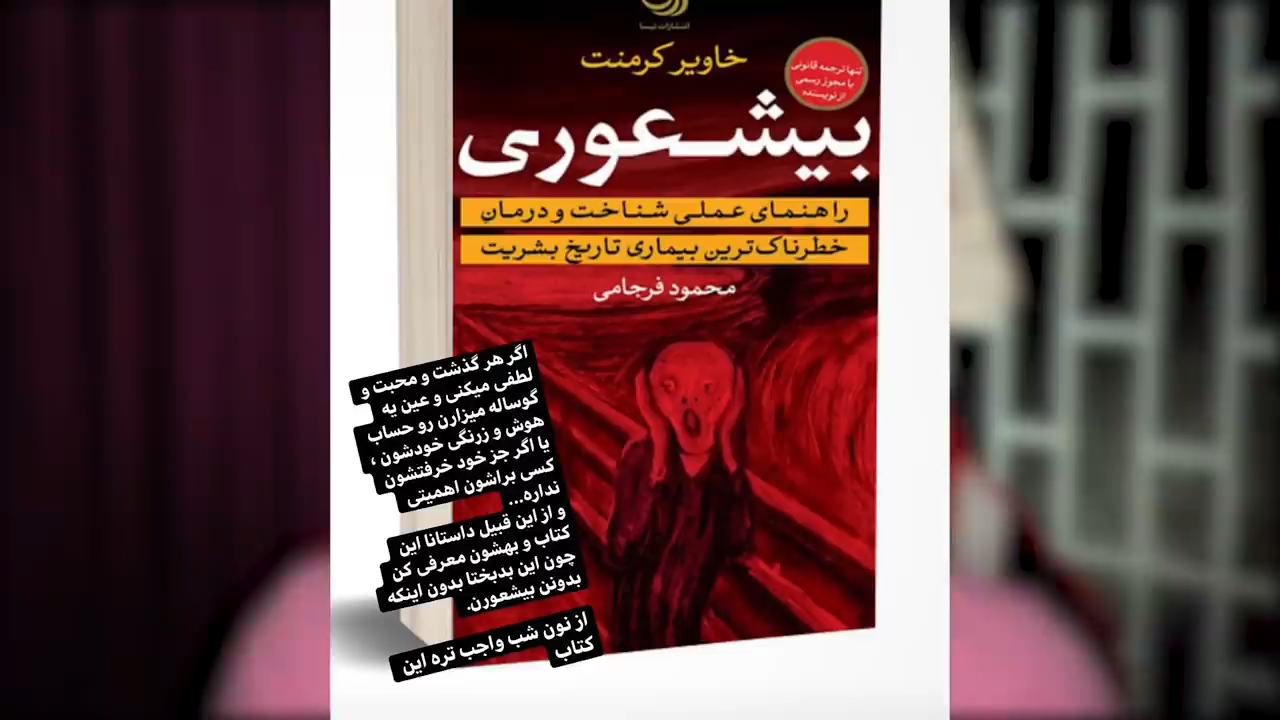 انتشارات تیسا
خاویر کرمنت
تنها ترجمه قانونی
با مجوز رسمی
از نویسنده
بیشعوری
راهنمای عملی شناخت و درمان
خطرناک‌ترین بیماری تاریخ بشریت
محمود فرجامی
اگر هر گذشت و محبت و
لطفی میکنی و عین یه
گوساله میزارن رو حساب
هوش و زرنگی خودشون ،
یا اگر جز خود خرفتشون
کسی براشون اهمیتی
نداره...
و از این قبیل داستانا این
کتاب و بهشون معرفی کن
چون این بدبختا بدون اینکه
بدونن بیشعورن.
از نون شب واجب تره این
کتاب